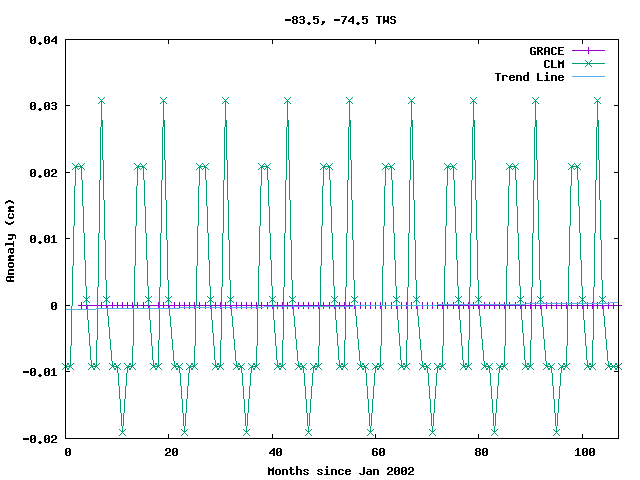 -83.5, -74.5 TWS
0.04
0.03
0.02
0.01
0
-0.01
-0.02
Anomaly (cm)
GRACE
CLM
Trend Line
0 20 40 60 80 100
Months since Jan 2002